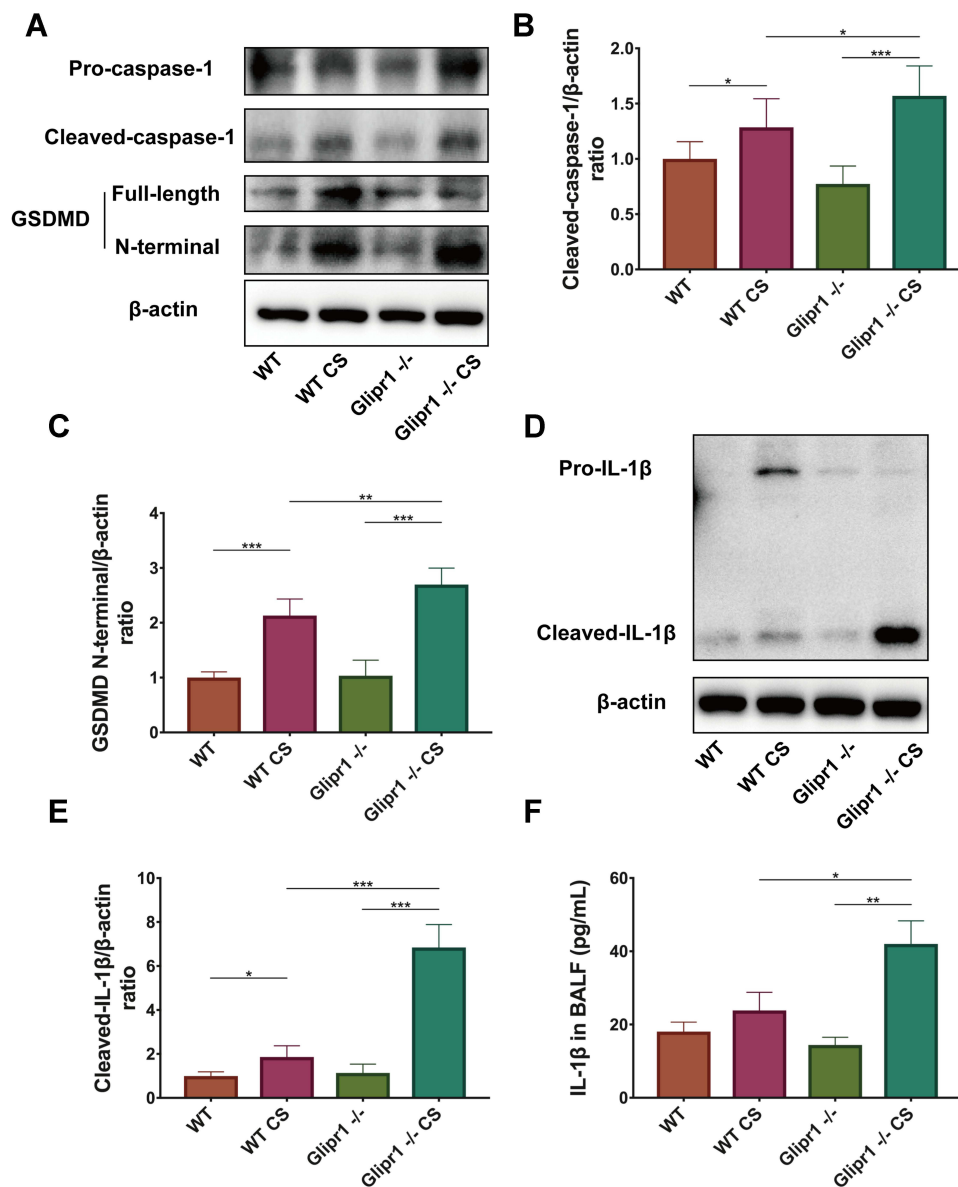 A
Pro-caspase-1
Cleaved-caspase-1
GSDMD
Full-length
N-terminal
β-actin
WT
WT CS
Glipr1 -/-
Glipr1 -/- CS
B
Cleaved-caspase-1/β-actin
ratio
2.0
1.5
1.0
0.5
0.0
*
*
***
WT
WT CS
Glipr1 -/-
Glipr1 -/- CS
C
GSDMD N-terminal/β-actin
ratio
4
3
2
1
0
**
***
***
WT
WT CS
Glipr1 -/-
Glipr1 -/- CS
D
Pro-IL-1β
Cleaved-IL-1β
β-actin
WT
WT CS
Glipr1 -/-
Glipr1 -/- CS
E
Cleaved-IL-1β/β-actin
ratio
10
8
6
4
2
0
***
***
*
WT
WT CS
Glipr1 -/-
Glipr1 -/- CS
F
IL-1β in BALF (pg/mL)
60
40
20
0
*
**
WT
WT CS
Glipr1 -/-
Glipr1 -/- CS